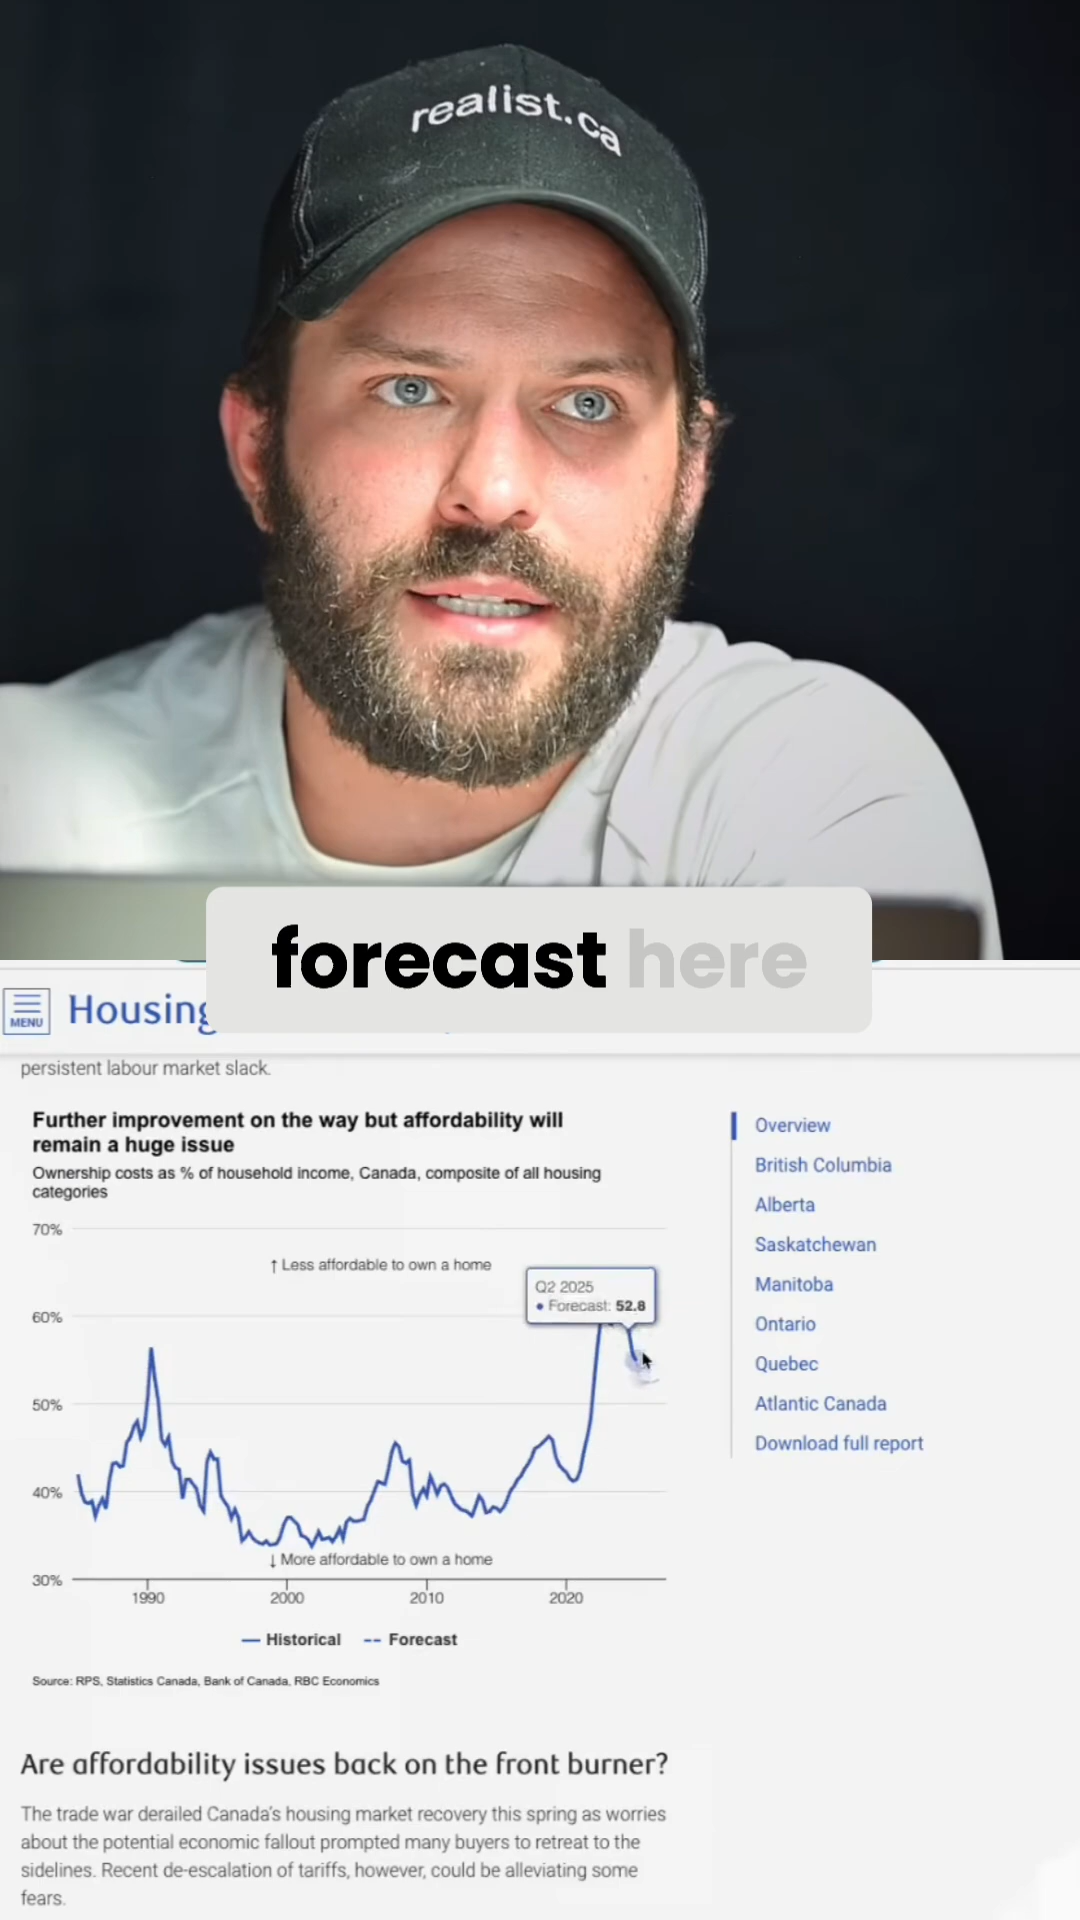 realist.ca
forecast here
MENU
Housing
persistent labour market slack.
Further improvement on the way but affordability will
remain a huge issue
Ownership costs as % of household income, Canada, composite of all housing
categories
70%
↑ Less affordable to own a home
Q2 2025
• Forecast: 52.8
60%
50%
40%
↓ More affordable to own a home
30%
1990 2000 2010 2020
Historical Forecast
Source: RPS, Statistics Canada, Bank of Canada, RBC Economics
Overview
British Columbia
Alberta
Saskatchewan
Manitoba
Ontario
Quebec
Atlantic Canada
Download full report
Are affordability issues back on the front burner?
The trade war derailed Canada's housing market recovery this spring as worries
about the potential economic fallout prompted many buyers to retreat to the
sidelines. Recent de-escalation of tariffs, however, could be alleviating some
fears.